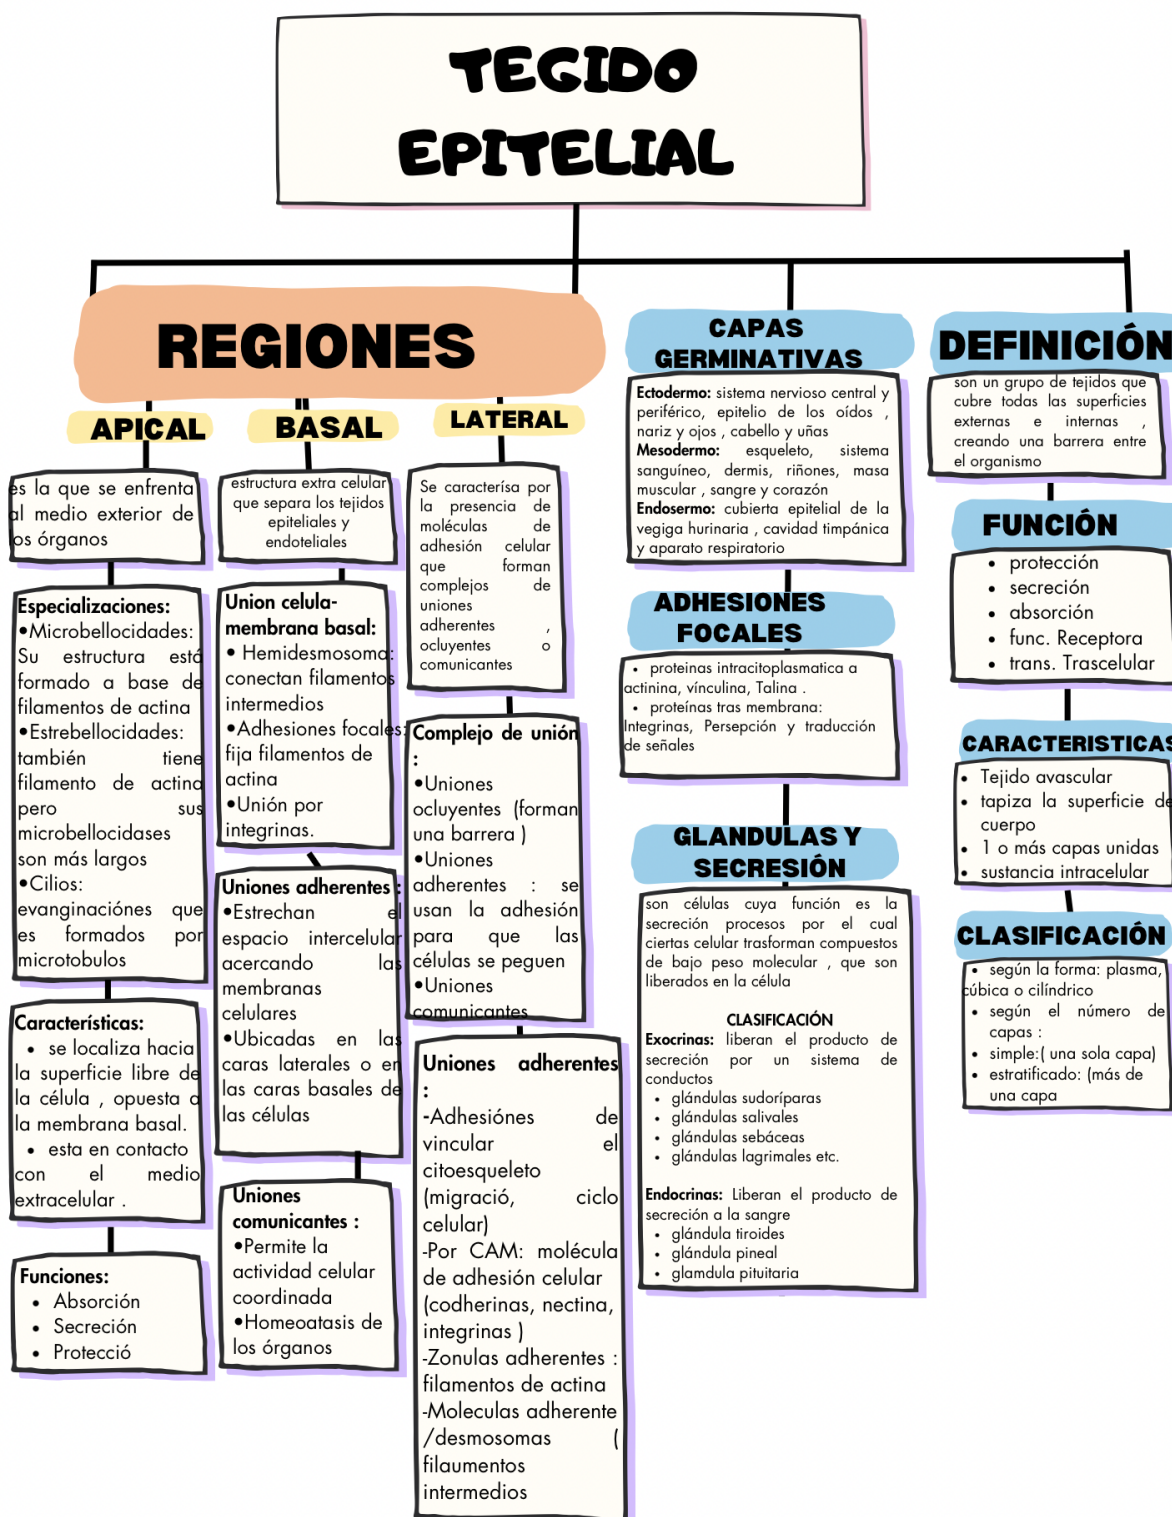 TEGIDO
EPITELIAL
REGIONES
APICAL
es la que se enfrenta
al medio exterior de
los órganos
Especializaciones:
•Microbellocidades:
Su estructura está
formado a base de
filamentos de actina
•Estrebellocidades:
también tiene
filamento de actina
pero sus
microbellocidases
son más largos
•Cilios:
evanginaciónes que
es formados por
microtobulos
Características:
• se localiza hacia
la superficie libre de
la célula , opuesta a
la membrana basal.
• esta en contacto
con el medio
extracelular .
Funciones:
• Absorción
• Secreción
• Protecció
BASAL
estructura extra celular
que separa los tejidos
epiteliales y
endoteliales
Union celula-
membrana basal:
• Hemidesmosoma:
conectan filamentos
intermedios
•Adhesiones focales:
fija filamentos de
actina
•Unión por
integrinas.
Uniones adherentes :
•Estrechan el
espacio intercelular
acercando las
membranas
celulares
•Ubicadas en las
caras laterales o en
las caras basales de
las células
Uniones
comunicantes :
•Permite la
actividad celular
coordinada
•Homeoatasis de
los órganos
LATERAL
Se caracterísa por
la presencia de
moléculas de
adhesión celular
que forman
complejos de
uniones
adherentes ,
ocluyentes o
comunicantes
Complejo de unión
:
•Uniones
ocluyentes (forman
una barrera )
•Uniones
adherentes : se
usan la adhesión
para que las
células se peguen
•Uniones
comunicantes
Uniones adherentes
:
-Adhesiónes de
vincular el
citoesqueleto
(migració, ciclo
celular)
-Por CAM: molécula
de adhesión celular
(codherinas, nectina,
integrinas )
-Zonulas adherentes :
filamentos de actina
-Moleculas adherente
/desmosomas (
filaumentos
intermedios
CAPAS
GERMINATIVAS
Ectodermo: sistema nervioso central y
periférico, epitelio de los oídos ,
nariz y ojos , cabello y uñas
Mesodermo: esqueleto, sistema
sanguíneo, dermis, riñones, masa
muscular , sangre y corazón
Endosermo: cubierta epitelial de la
vegiga hurinaria , cavidad timpánica
y aparato respiratorio
ADHESIONES
FOCALES
• proteinas intracitoplasmatica a
actinina, vínculina, Talina .
• proteínas tras membrana:
Integrinas, Persepción y traducción
de señales
GLANDULAS Y
SECRESIÓN
son células cuya función es la
secreción procesos por el cual
ciertas celular trasforman compuestos
de bajo peso molecular , que son
liberados en la célula
CLASIFICACIÓN
Exocrinas: liberan el producto de
secreción por un sistema de
conductos
• glándulas sudoríparas
• glándulas salivales
• glándulas sebáceas
• glándulas lagrimales etc.
Endocrinas: Liberan el producto de
secreción a la sangre
• glándula tiroides
• glándula pineal
• glamdula pituitaria
DEFINICIÓN
son un grupo de tejidos que
cubre todas las superficies
externas e internas ,
creando una barrera entre
el organismo
FUNCIÓN
• protección
• secreción
• absorción
• func. Receptora
• trans. Trascelular
CARACTERISTICAS
• Tejido avascular
• tapiza la superficie de
cuerpo
• 1 o más capas unidas
• sustancia intracelular
CLASIFICACIÓN
• según la forma: plasma,
cúbica o cilíndrico
• según el número de
capas :
• simple:( una sola capa)
• estratificado: (más de
una capa